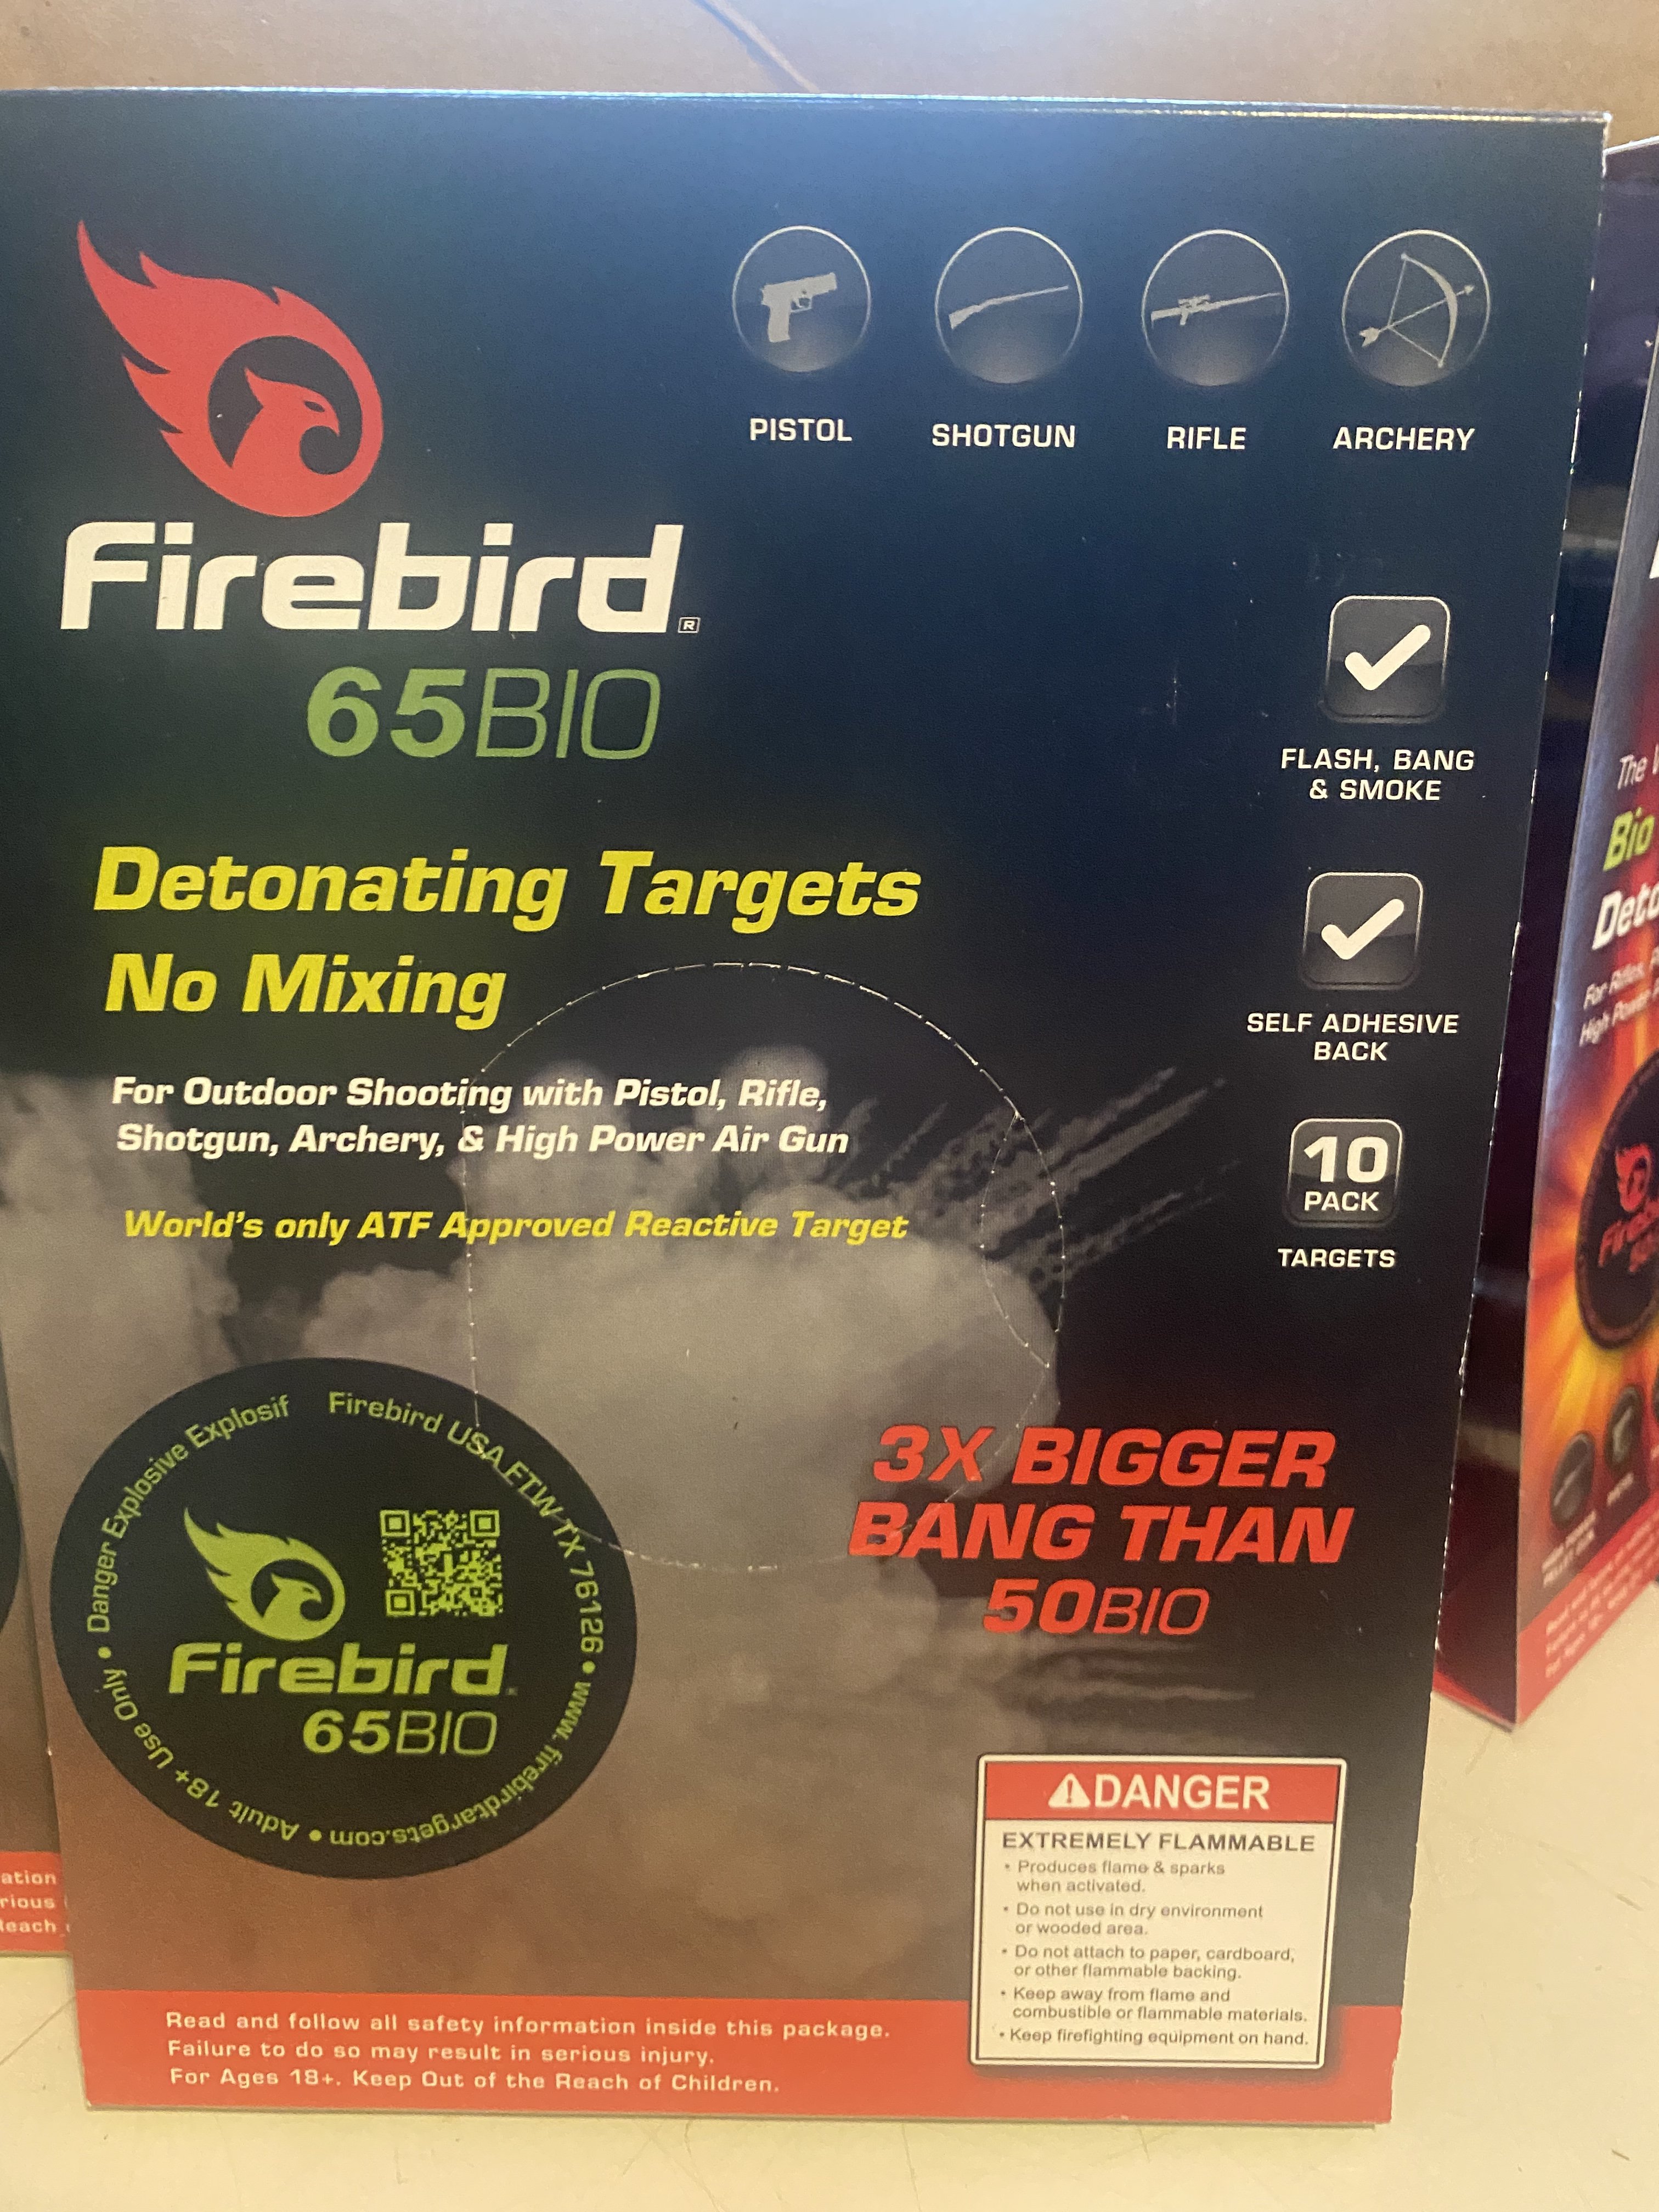 PISTOL
SHOTGUN
RIFLE
ARCHERY
Firebird®
65BIO
FLASH, BANG
& SMOKE
Detonating Targets
No Mixing
SELF ADHESIVE
BACK
For Outdoor Shooting with Pistol, Rifle,
Shotgun, Archery, & High Power Air Gun
World's only ATF Approved Reactive Target
10
PACK
TARGETS
Danger Explosive Explosif
Firebird USA FTW TX 76126 • www.firebirdtargets.com • Adult 18+ Use Only •
Firebird
65BIO
3X BIGGER
BANG THAN
50BIO
DANGER
EXTREMELY FLAMMABLE
• Produces flame & sparks
when activated.
• Do not use in dry environment
or wooded area.
• Do not attach to paper, cardboard,
or other flammable backing.
• Keep away from flame and
combustible or flammable materials.
• Keep firefighting equipment on hand.
Read and follow all safety information inside this package.
Failure to do so may result in serious injury.
For Ages 18+. Keep Out of the Reach of Children.
The
Bio
High Power